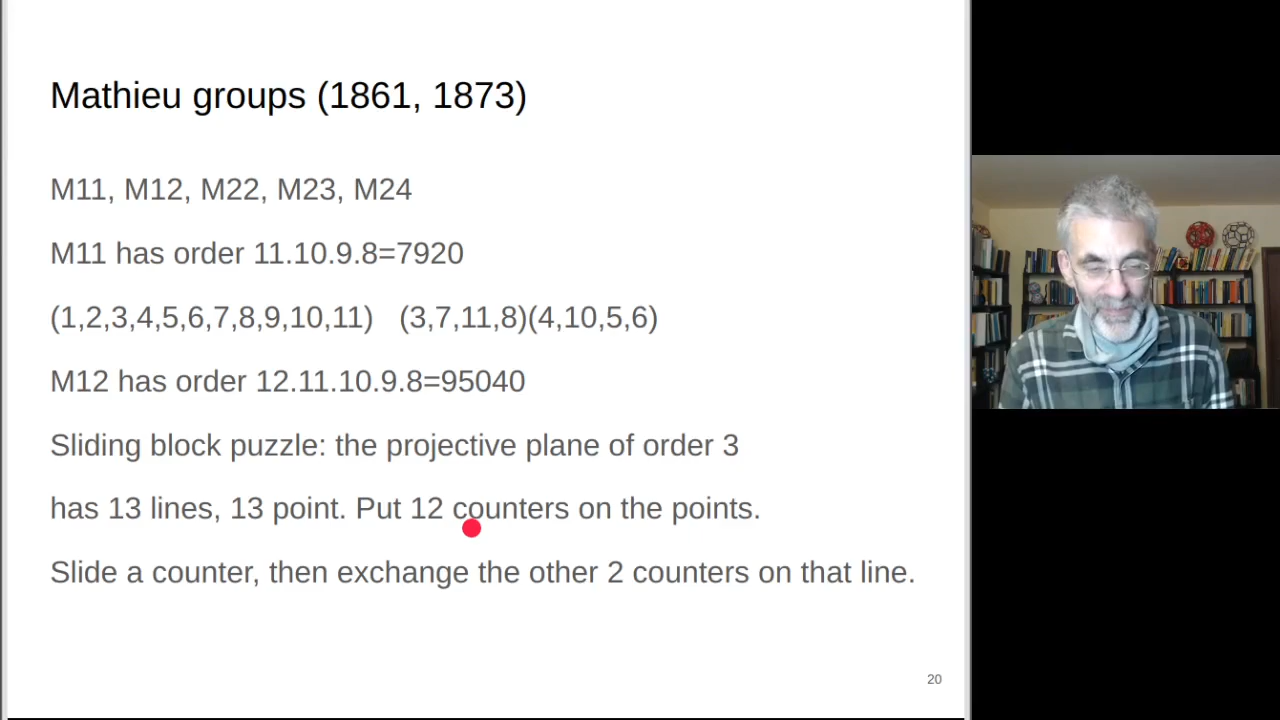 Mathieu groups (1861, 1873)
M11, M12, M22, M23, M24
M11 has order 11.10.9.8=7920
(1,2,3,4,5,6,7,8,9,10,11) (3,7,11,8)(4,10,5,6)
M12 has order 12.11.10.9.8=95040
Sliding block puzzle: the projective plane of order 3
has 13 lines, 13 point. Put 12 counters on the points.
Slide a counter, then exchange the other 2 counters on that line.
20